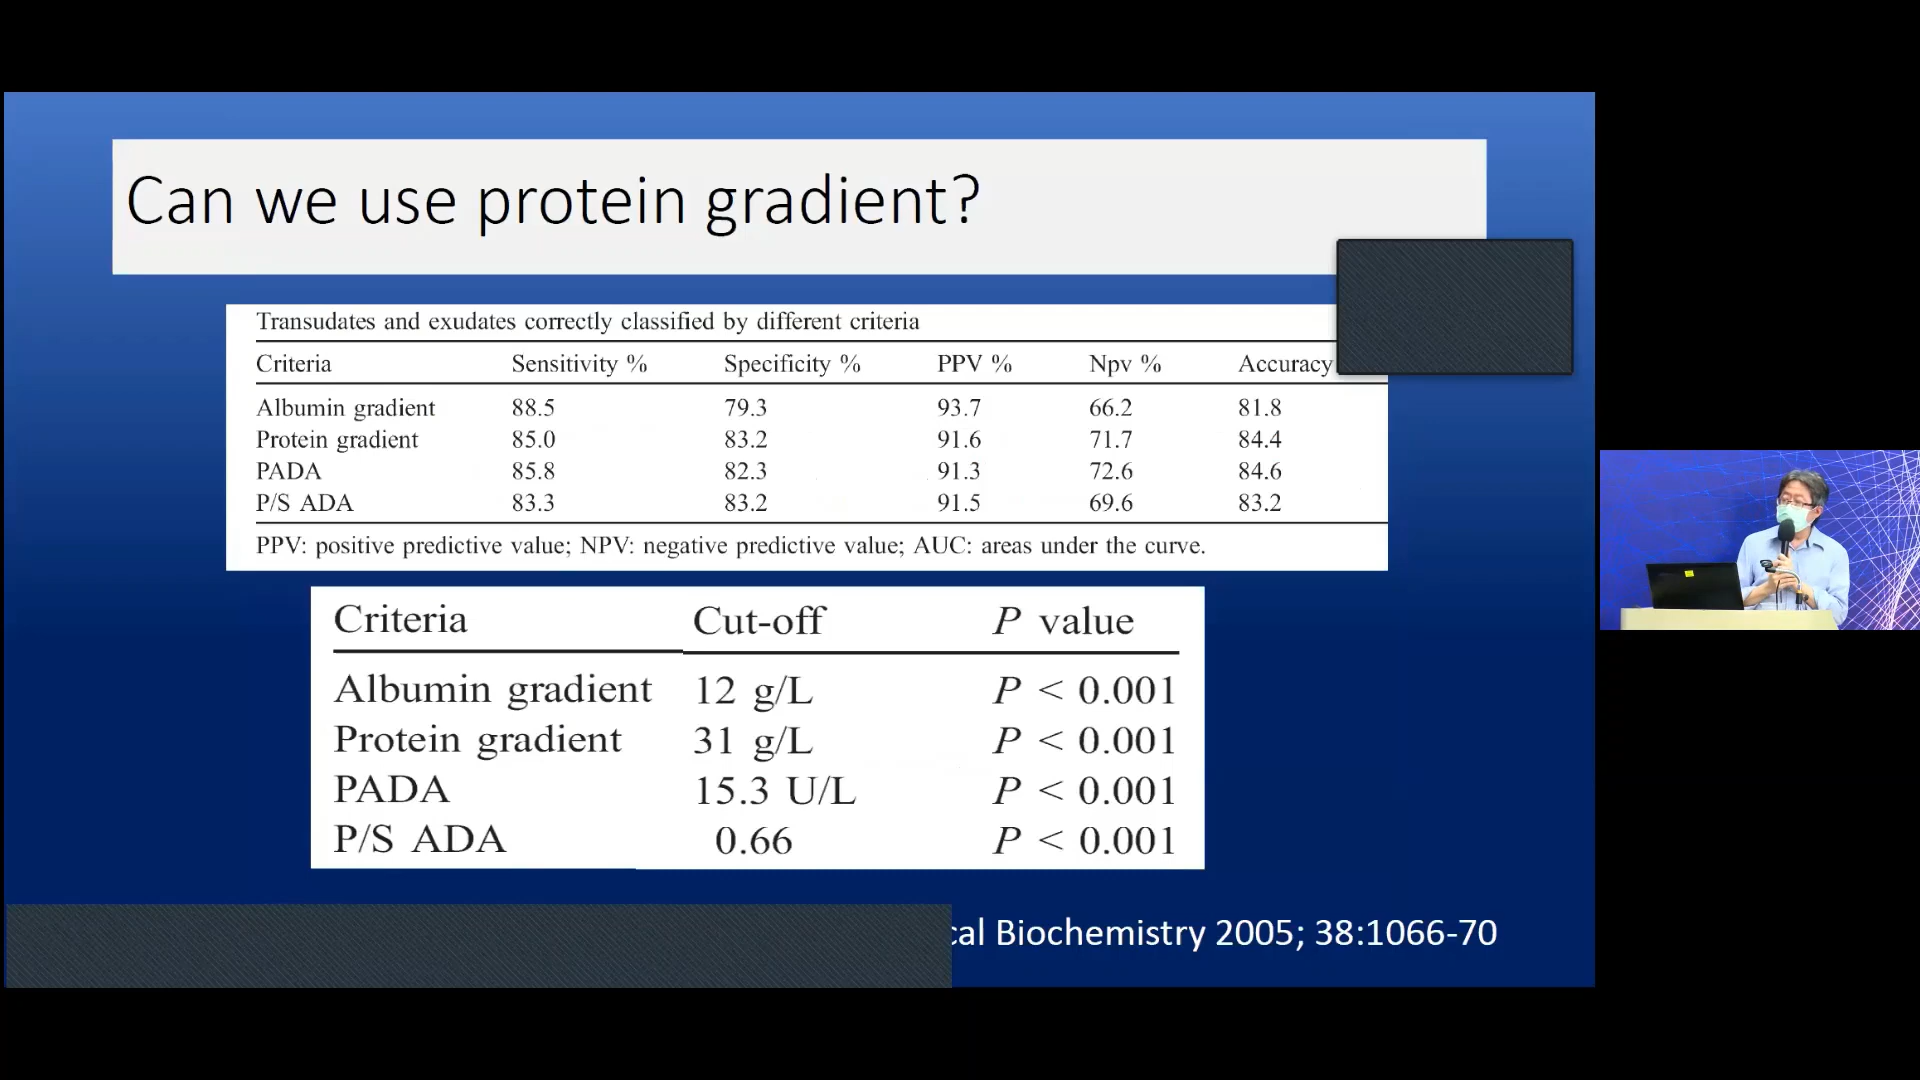 Can we use protein gradient?
Transudates and exudates correctly classified by different criteria
Criteria Sensitivity % Specificity % PPV % Npv % Accuracy
Albumin gradient 88.5 79.3 93.7 66.2 81.8
Protein gradient 85.0 83.2 91.6 71.7 84.4
PADA 85.8 82.3 91.3 72.6 84.6
P/S ADA 83.3 83.2 91.5 69.6 83.2
PPV: positive predictive value; NPV: negative predictive value; AUC: areas under the curve.
Criteria Cut-off P value
Albumin gradient 12 g/L P < 0.001
Protein gradient 31 g/L P < 0.001
PADA 15.3 U/L P < 0.001
P/S ADA 0.66 P < 0.001
Biochemistry 2005; 38:1066-70